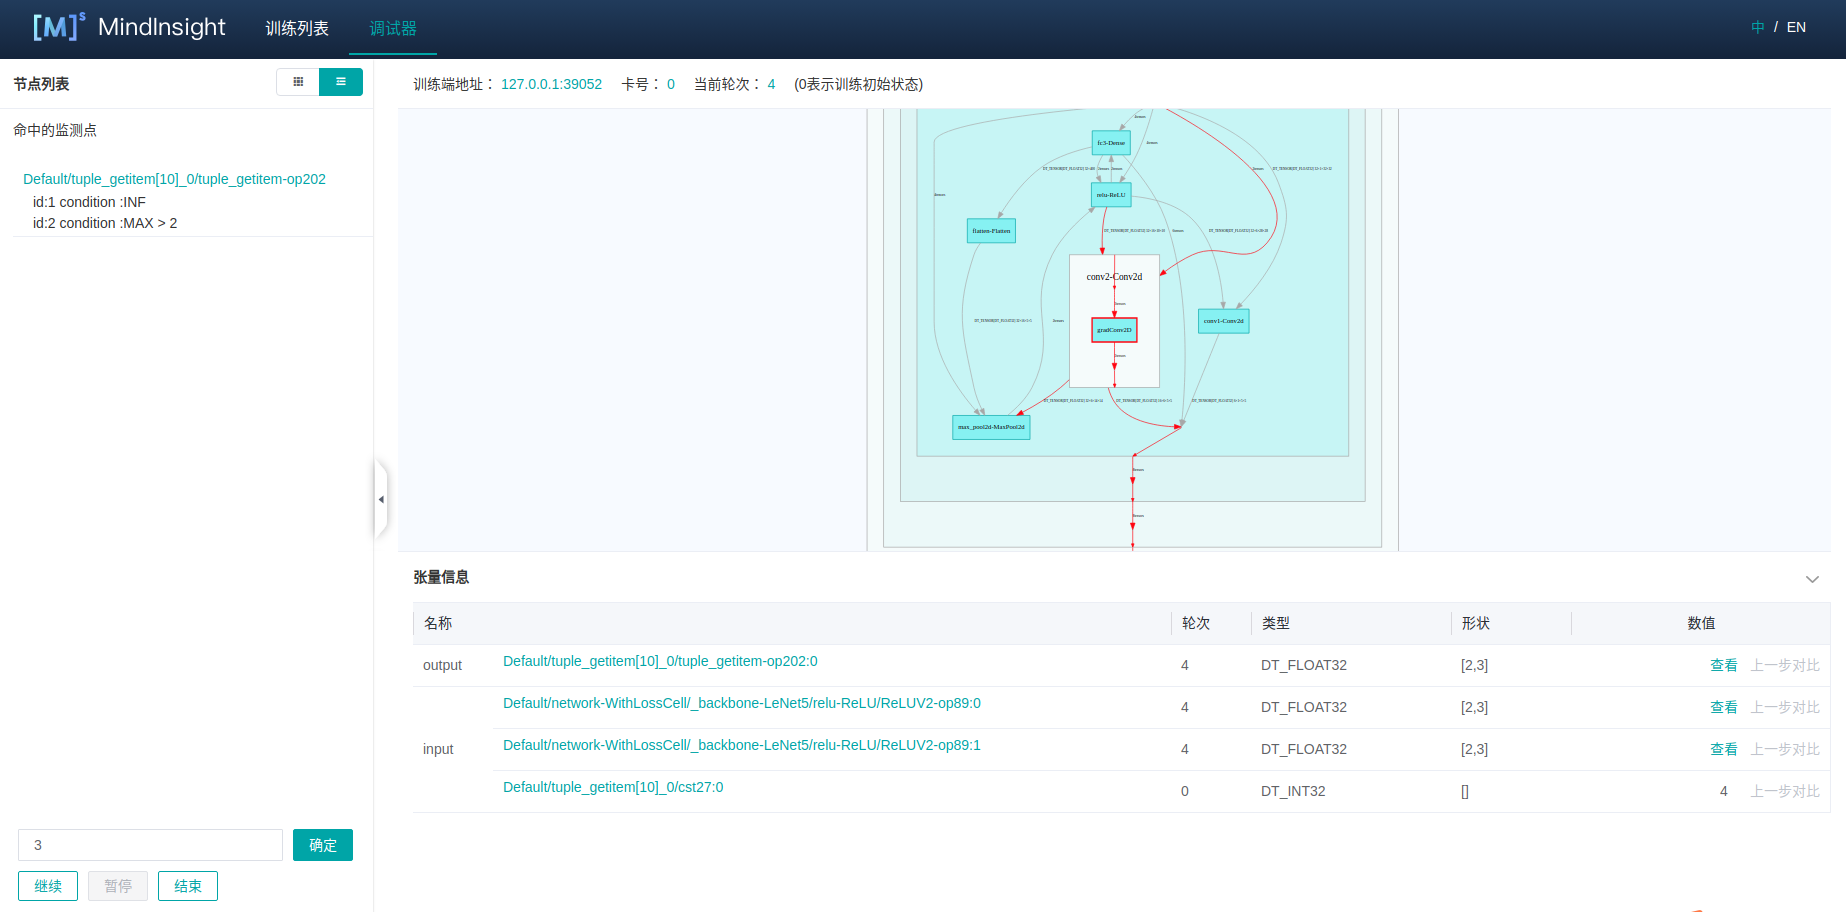 [M]s MindInsight 训练列表 调试器 中 / EN
节点列表
训练端地址： 127.0.0.1:39052 卡号： 0 当前轮次： 4 (0表示训练初始状态)
命中的监测点
Default/tuple_getitem[10]_0/tuple_getitem-op202
id:1 condition :INF
id:2 condition :MAX > 2
fc3-Dense
relu-ReLU
flatten-Flatten
conv2-Conv2d
conv1-Conv2d
gradConv2D
max_pool2d-MaxPool2d
张量信息
名称 轮次 类型 形状 数值
output Default/tuple_getitem[10]_0/tuple_getitem-op202:0 4 DT_FLOAT32 [2,3] 查看 上一步对比
Default/network-WithLossCell/_backbone-LeNet5/relu-ReLU/ReLUV2-op89:0 4 DT_FLOAT32 [2,3] 查看 上一步对比
input Default/network-WithLossCell/_backbone-LeNet5/relu-ReLU/ReLUV2-op89:1 4 DT_FLOAT32 [2,3] 查看 上一步对比
Default/tuple_getitem[10]_0/cst27:0 0 DT_INT32 [] 4 上一步对比
3 确定
继续 暂停 结束